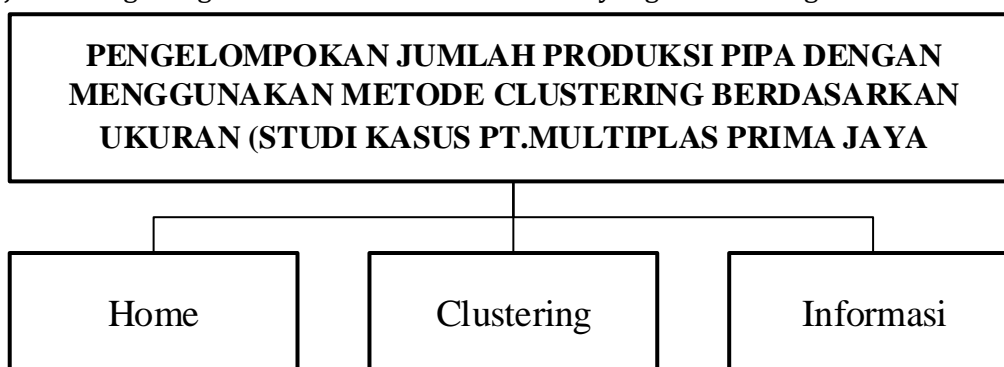 PENGELOMPOKAN JUMLAH PRODUKSI PIPA DENGAN
MENGGUNAKAN METODE CLUSTERING BERDASARKAN
UKURAN (STUDI KASUS PT.MULTIPLAS PRIMA JAYA
Home
Clustering
Informasi